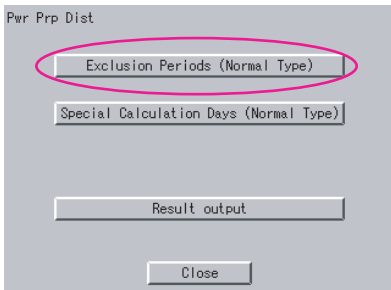 Pwr Prp Dist
Exclusion Periods (Normal Type)
Special Calculation Days (Normal Type)
Result output
Close